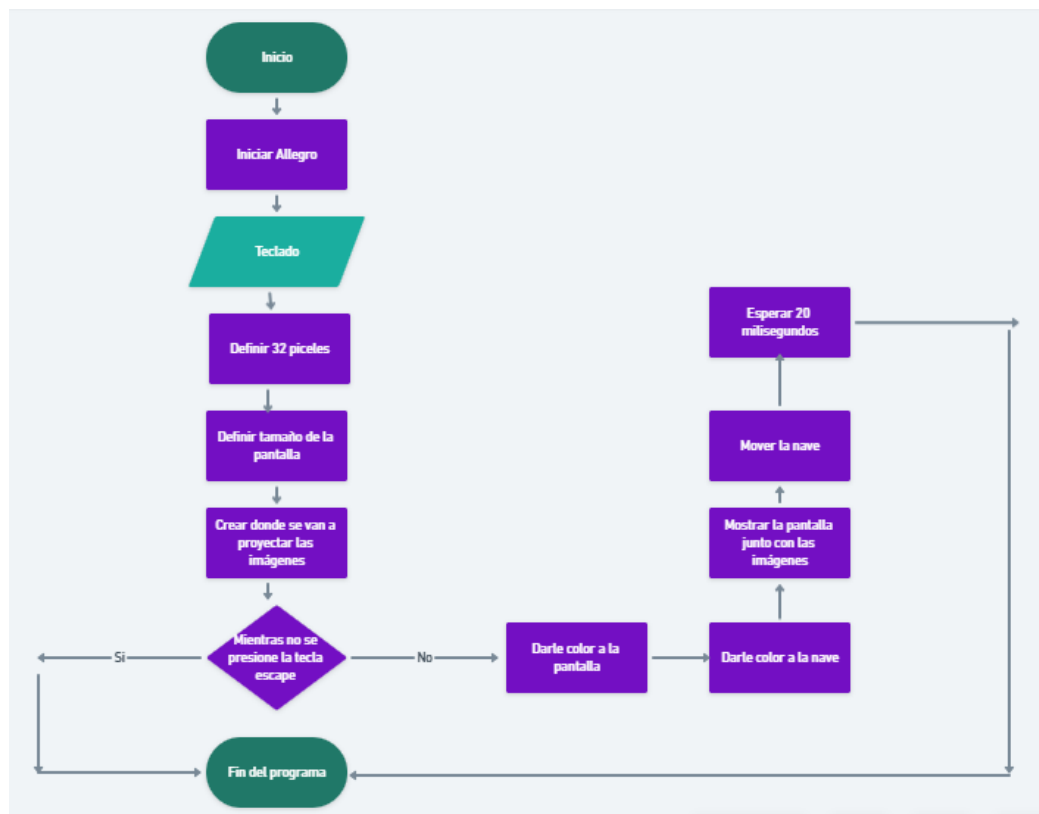 Inicio
Iniciar Allegro
Teclado
Definir 32 piceles
Definir tamaño de la
pantalla
Crear donde se van a
proyectar las
imágenes
Mientras no se
presione la tecla
escape
Si
No
Darle color a la
pantalla
Darle color a la nave
Mostrar la pantalla
junto con las
imágenes
Mover la nave
Esperar 20
milisegundos
Fin del programa